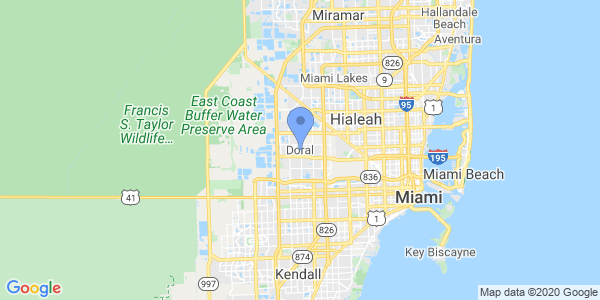 Miramar
Hallandale
Beach
Aventura
826
Miami Lakes
9
95
1
Francis
S. Taylor
Wildlife...
East Coast
Buffer Water
Preserve Area
Hialeah
Doral
195
836
Miami Beach
41
Miami
1
826
Key Biscayne
874
Kendall
997
Google
Map data ©2020 Google